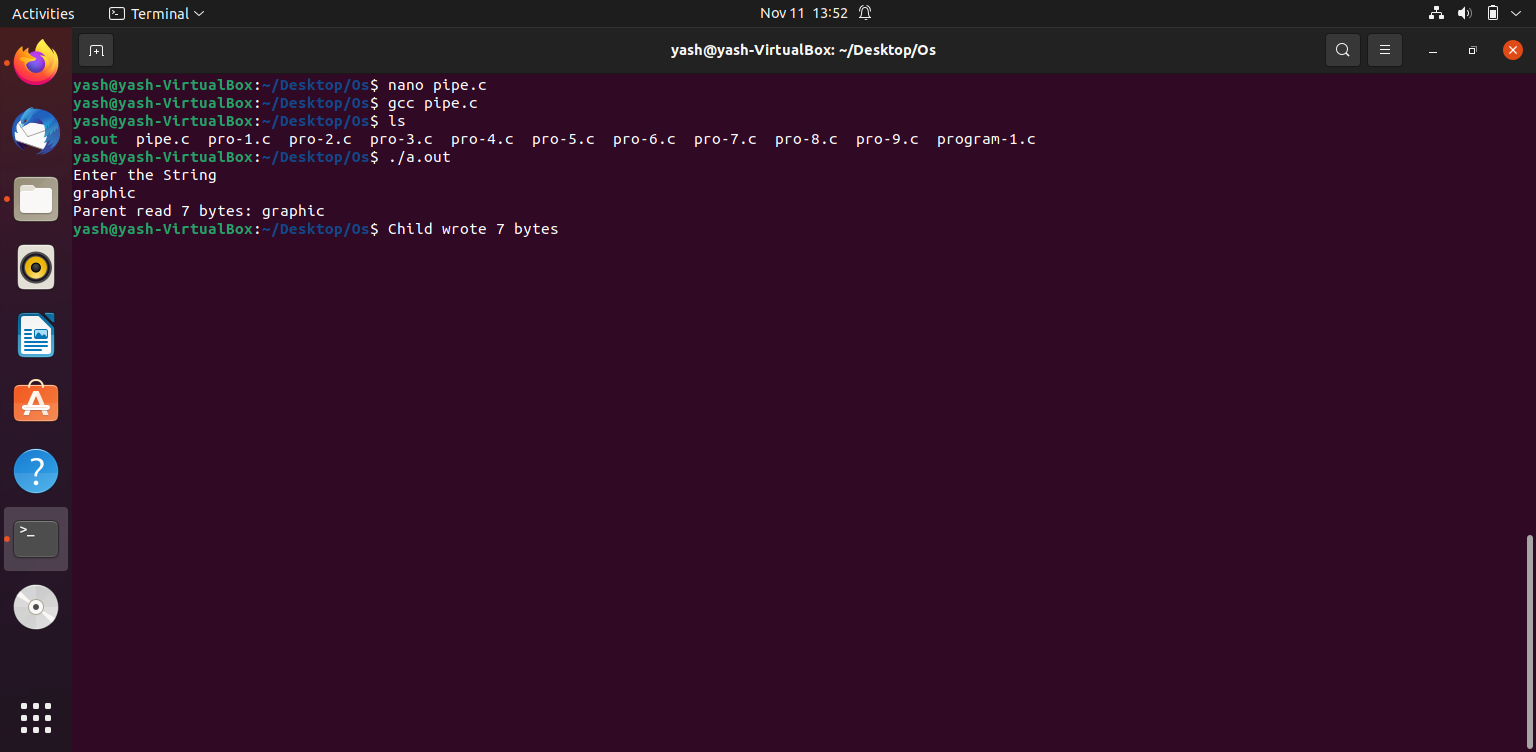 Activities Terminal Nov 11 13:52
yash@yash-VirtualBox: ~/Desktop/Os
yash@yash-VirtualBox:~/Desktop/Os$ nano pipe.c
yash@yash-VirtualBox:~/Desktop/Os$ gcc pipe.c
yash@yash-VirtualBox:~/Desktop/Os$ ls
a.out pipe.c pro-1.c pro-2.c pro-3.c pro-4.c pro-5.c pro-6.c pro-7.c pro-8.c pro-9.c program-1.c
yash@yash-VirtualBox:~/Desktop/Os$ ./a.out
Enter the String
graphic
Parent read 7 bytes: graphic
yash@yash-VirtualBox:~/Desktop/Os$ Child wrote 7 bytes